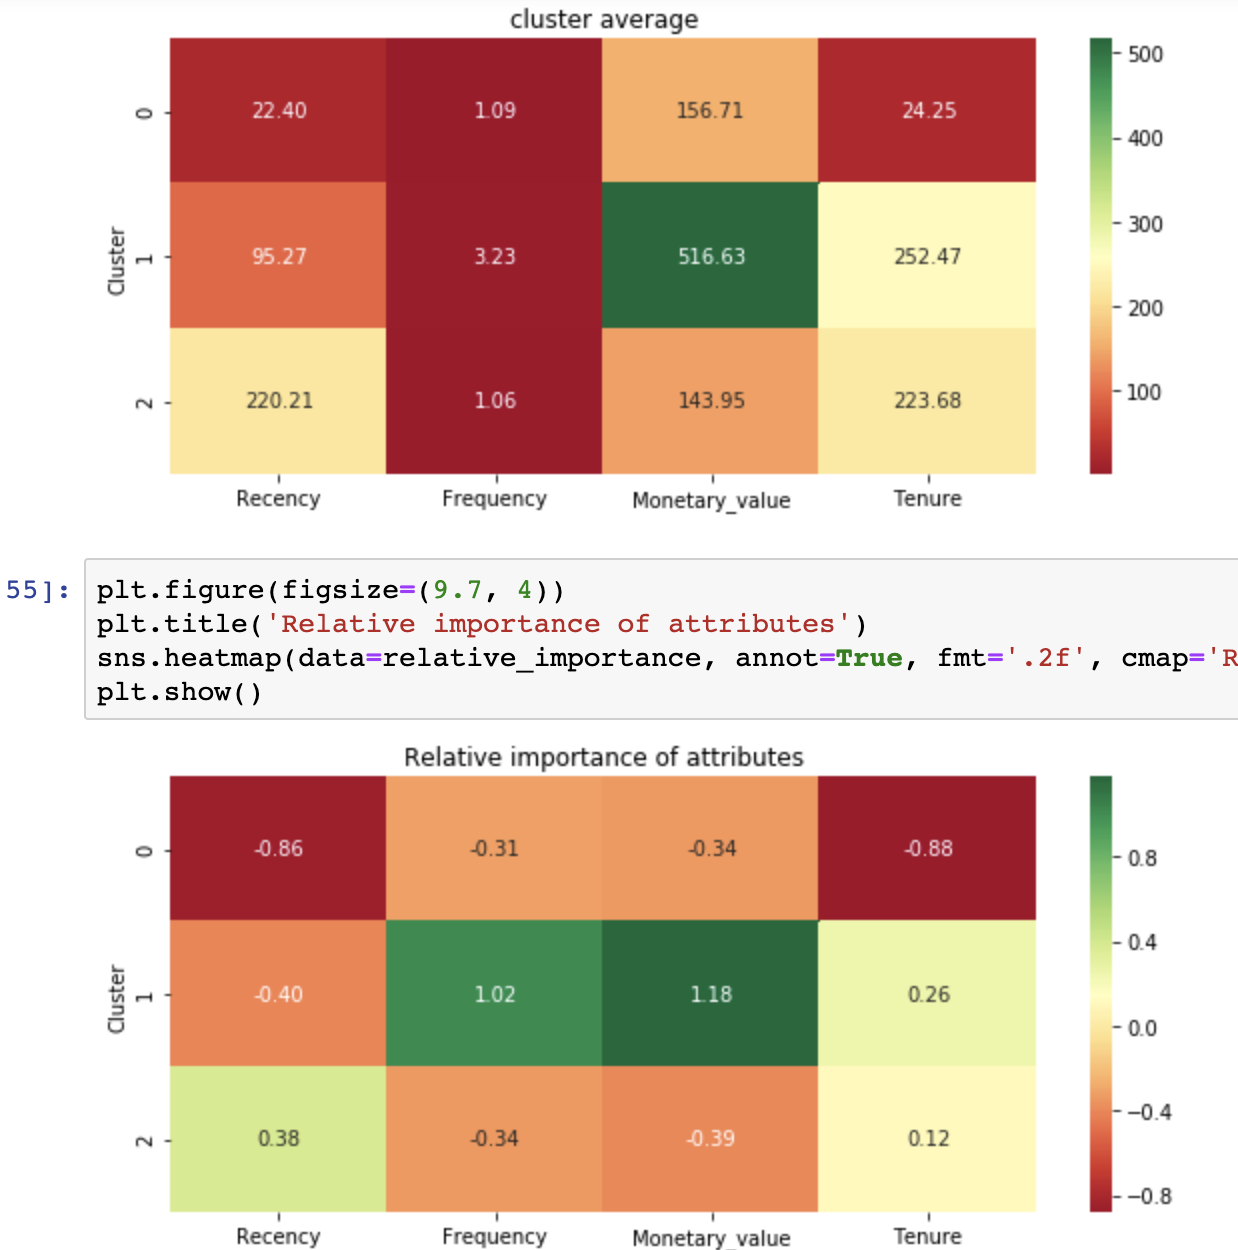 cluster average
0 22.40 1.09 156.71 24.25
1 95.27 3.23 516.63 252.47
2 220.21 1.06 143.95 223.68
Cluster
Recency Frequency Monetary_value Tenure
500
400
300
200
100
55]:
plt.figure(figsize=(9.7, 4))
plt.title('Relative importance of attributes')
sns.heatmap(data=relative_importance, annot=True, fmt='.2f', cmap='R
plt.show()
Relative importance of attributes
0 -0.86 -0.31 -0.34 -0.88
1 -0.40 1.02 1.18 0.26
2 0.38 -0.34 -0.39 0.12
Cluster
Recency Frequency Monetary_value Tenure
0.8
0.4
0.0
−0.4
−0.8